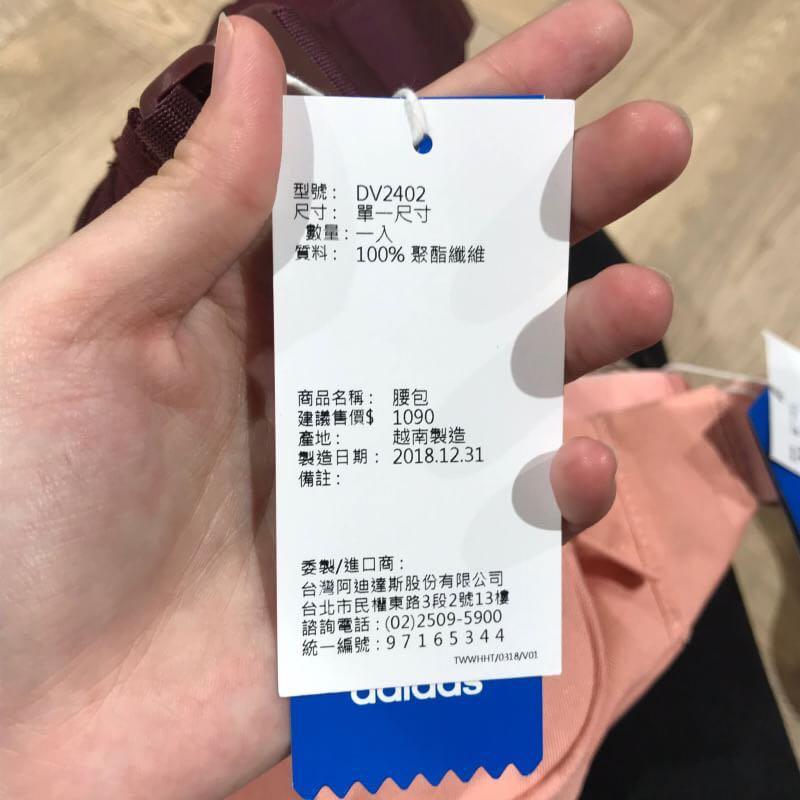 型號： DV2402
尺寸： 單一尺寸
數量：一入
質料： 100% 聚酯纖維
商品名稱： 腰包
建議售價$ 1090
產地： 越南製造
製造日期： 2018.12.31
備註：
委製/進口商：
台灣阿迪達斯股份有限公司
台北市民權東路3段2號13樓
諮詢電話：(02)2509-5900
統一編號：97165344
TWWHHT/0318/V01
adidas